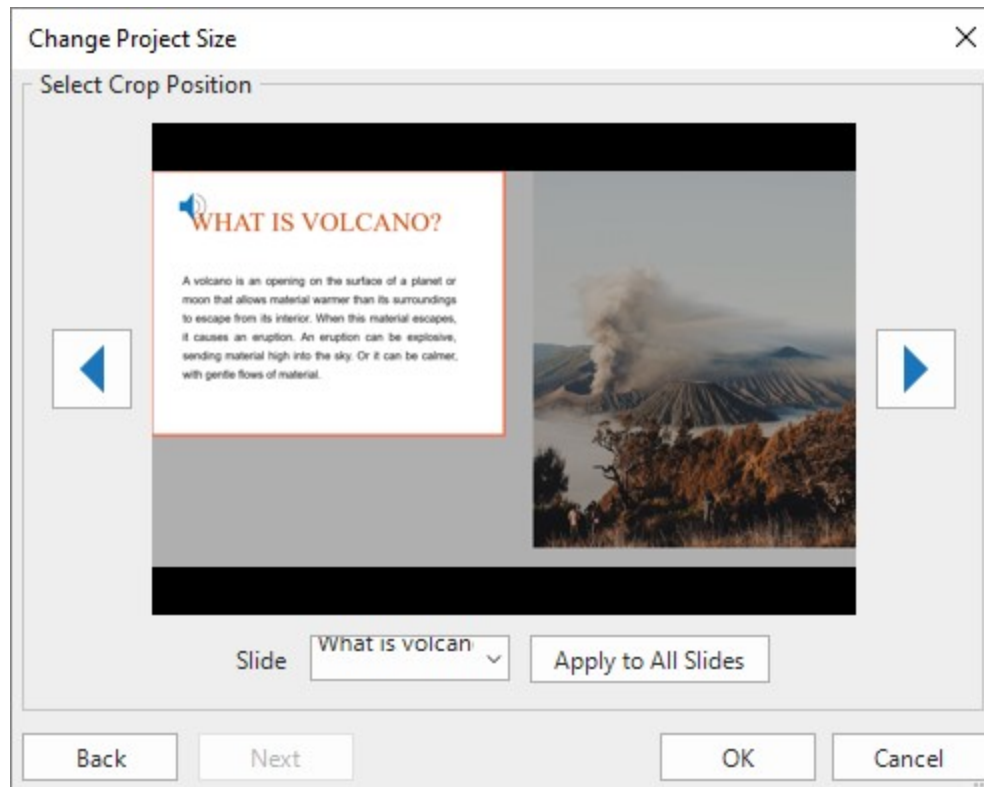 Change Project Size
Select Crop Position
WHAT IS VOLCANO?
A volcano is an opening on the surface of a planet or
moon that allows material warmer than its surroundings
to escape from its interior. When this material escapes,
it causes an eruption. An eruption can be explosive,
sending material high into the sky. Or it can be calmer,
with gentle flows of material.
Slide
What is volcan
Apply to All Slides
Back
Next
OK
Cancel